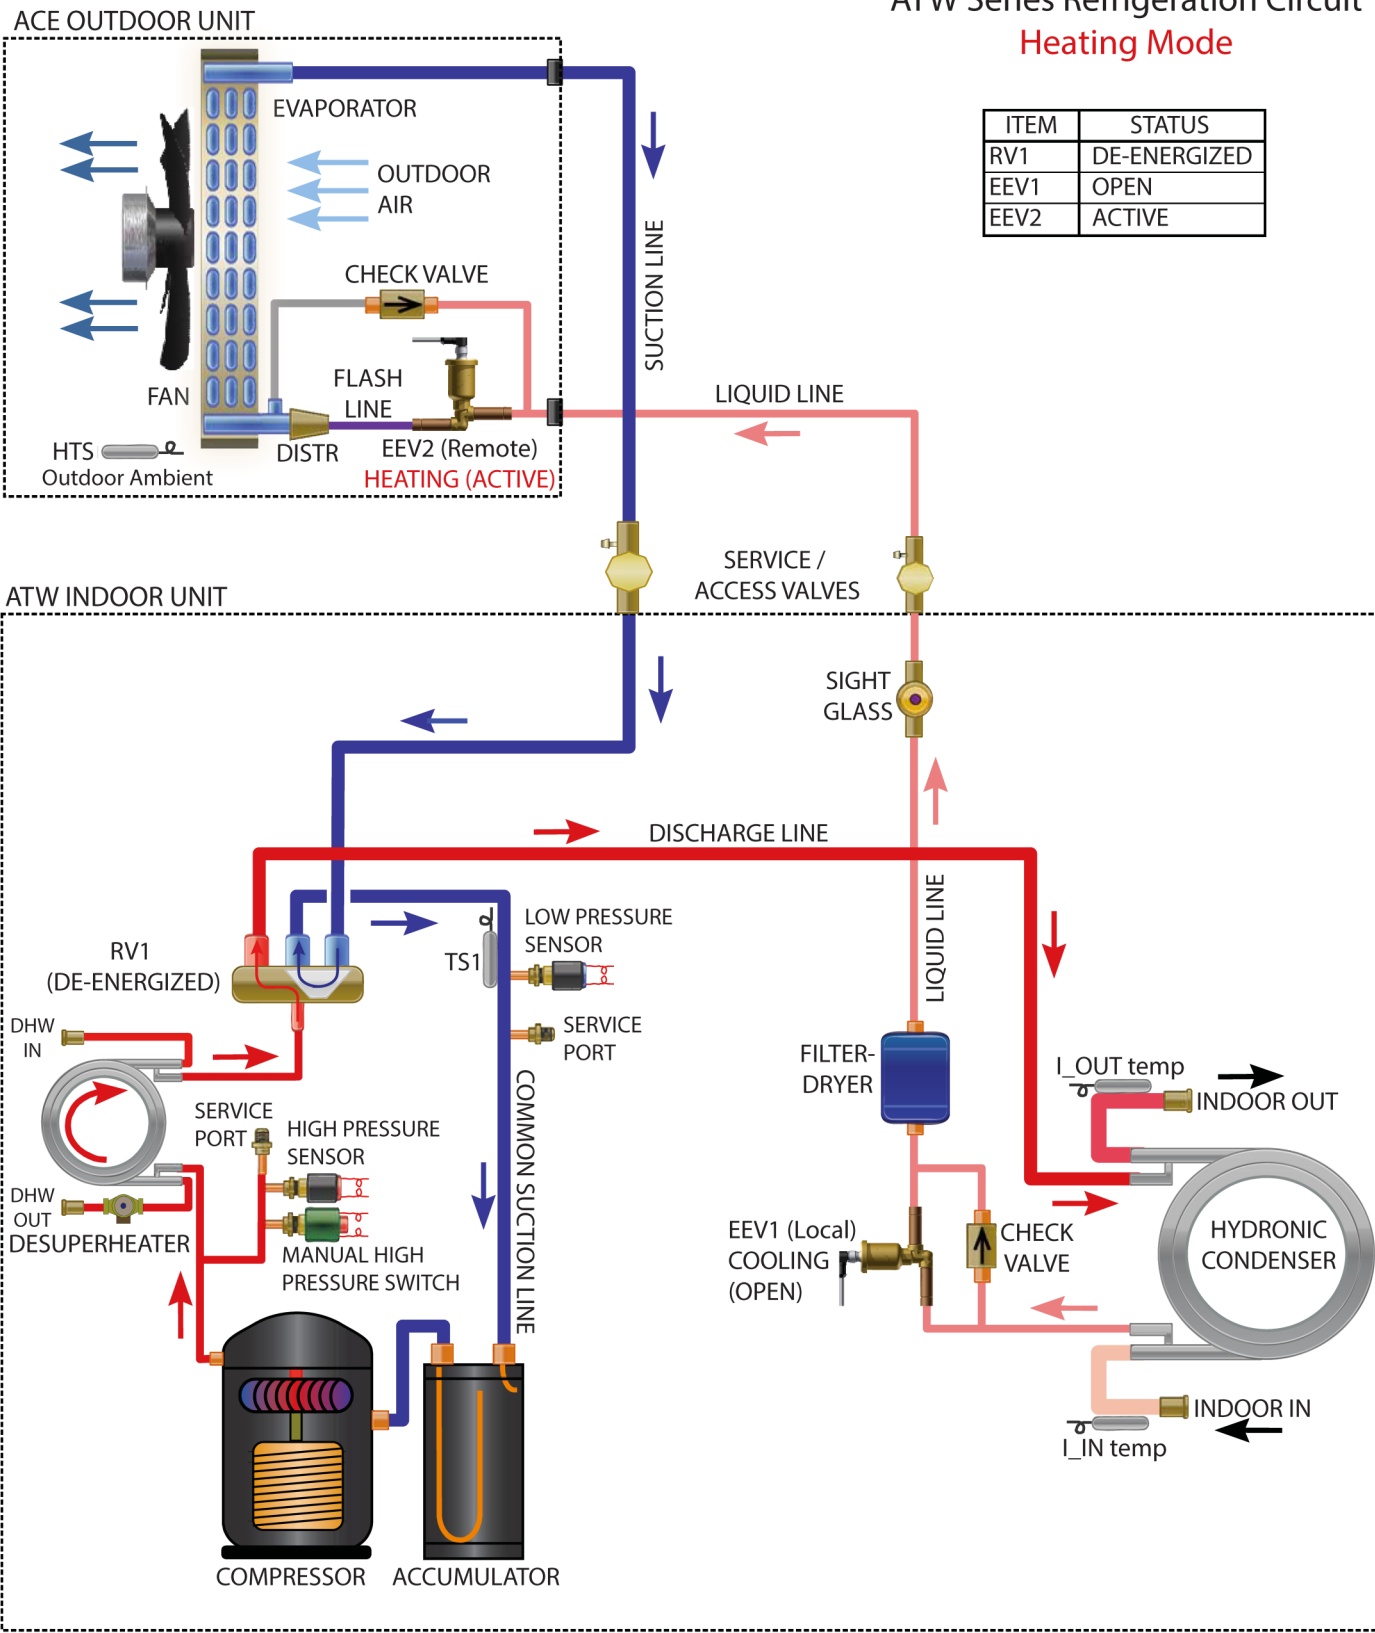 ACE OUTDOOR UNIT
ATW Series Refrigeration Circuit
Heating Mode
ITEM STATUS
RV1 DE-ENERGIZED
EEV1 OPEN
EEV2 ACTIVE
EVAPORATOR
OUTDOOR
AIR
CHECK VALVE
SUCTION LINE
FLASH
LINE
FAN
LIQUID LINE
DISTR
EEV2 (Remote)
HEATING (ACTIVE)
HTS
Outdoor Ambient
SERVICE /
ACCESS VALVES
ATW INDOOR UNIT
SIGHT
GLASS
DISCHARGE LINE
LIQUID LINE
LOW PRESSURE
SENSOR
TS1
RV1
(DE-ENERGIZED)
SERVICE
PORT
DHW
IN
FILTER-
DRYER
I_OUT temp
INDOOR OUT
COMMON SUCTION LINE
SERVICE
PORT
HIGH PRESSURE
SENSOR
DHW
OUT
DESUPERHEATER
MANUAL HIGH
PRESSURE SWITCH
EEV1 (Local)
COOLING
(OPEN)
CHECK
VALVE
HYDRONIC
CONDENSER
INDOOR IN
I_IN temp
COMPRESSOR
ACCUMULATOR